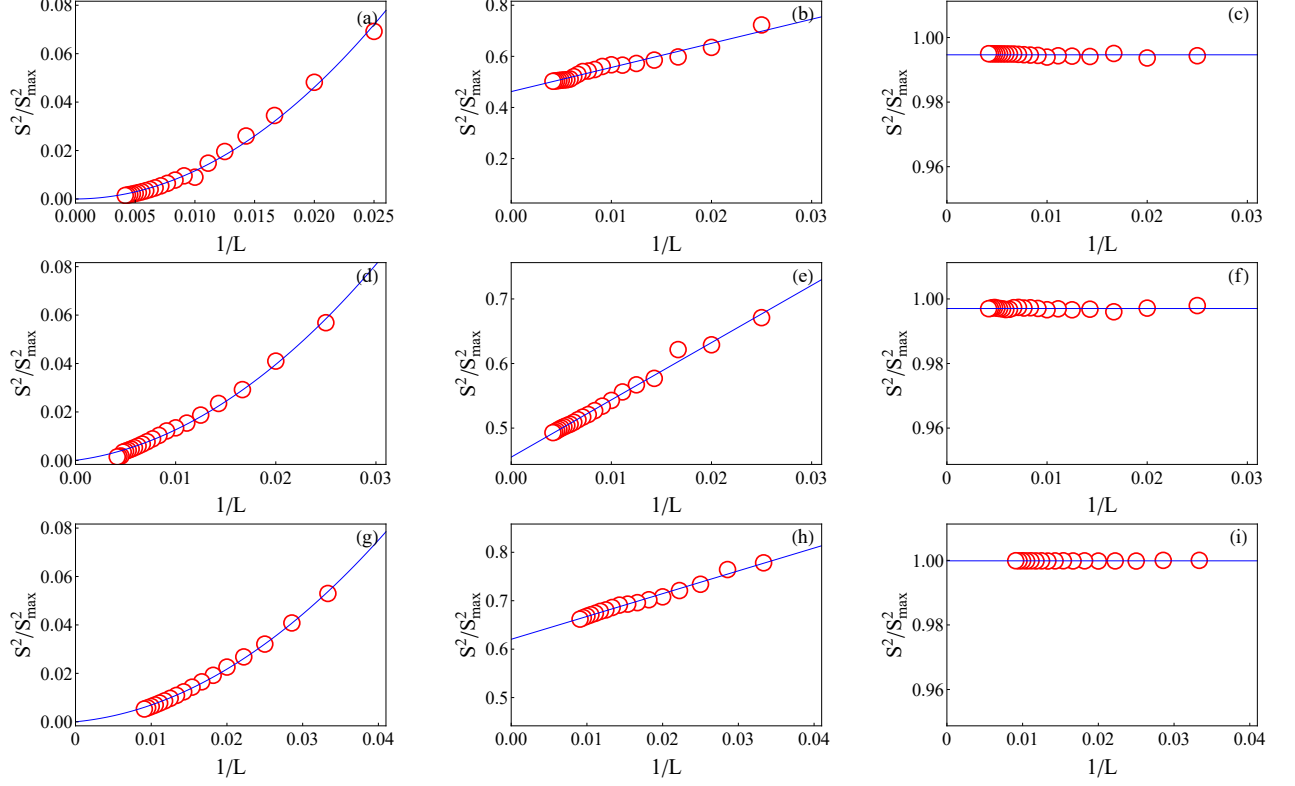 (a)
S²/S²max
0.08
0.06
0.04
0.02
0.00
0.000 0.005 0.010 0.015 0.020 0.025
1/L
(b)
S²/S²max
0.8
0.6
0.4
0.2
0.00 0.01 0.02 0.03
1/L
(c)
S²/S²max
1.00
0.98
0.96
0 0.01 0.02 0.03
1/L
(d)
S²/S²max
0.08
0.06
0.04
0.02
0.00
0.00 0.01 0.02 0.03
1/L
(e)
S²/S²max
0.7
0.6
0.5
0.00 0.01 0.02 0.03
1/L
(f)
S²/S²max
1.00
0.98
0.96
0 0.01 0.02 0.03
1/L
(g)
S²/S²max
0.08
0.06
0.04
0.02
0.00
0 0.01 0.02 0.03 0.04
1/L
(h)
S²/S²max
0.8
0.7
0.6
0.5
0.00 0.01 0.02 0.03 0.04
1/L
(i)
S²/S²max
1.00
0.98
0.96
0 0.01 0.02 0.03 0.04
1/L